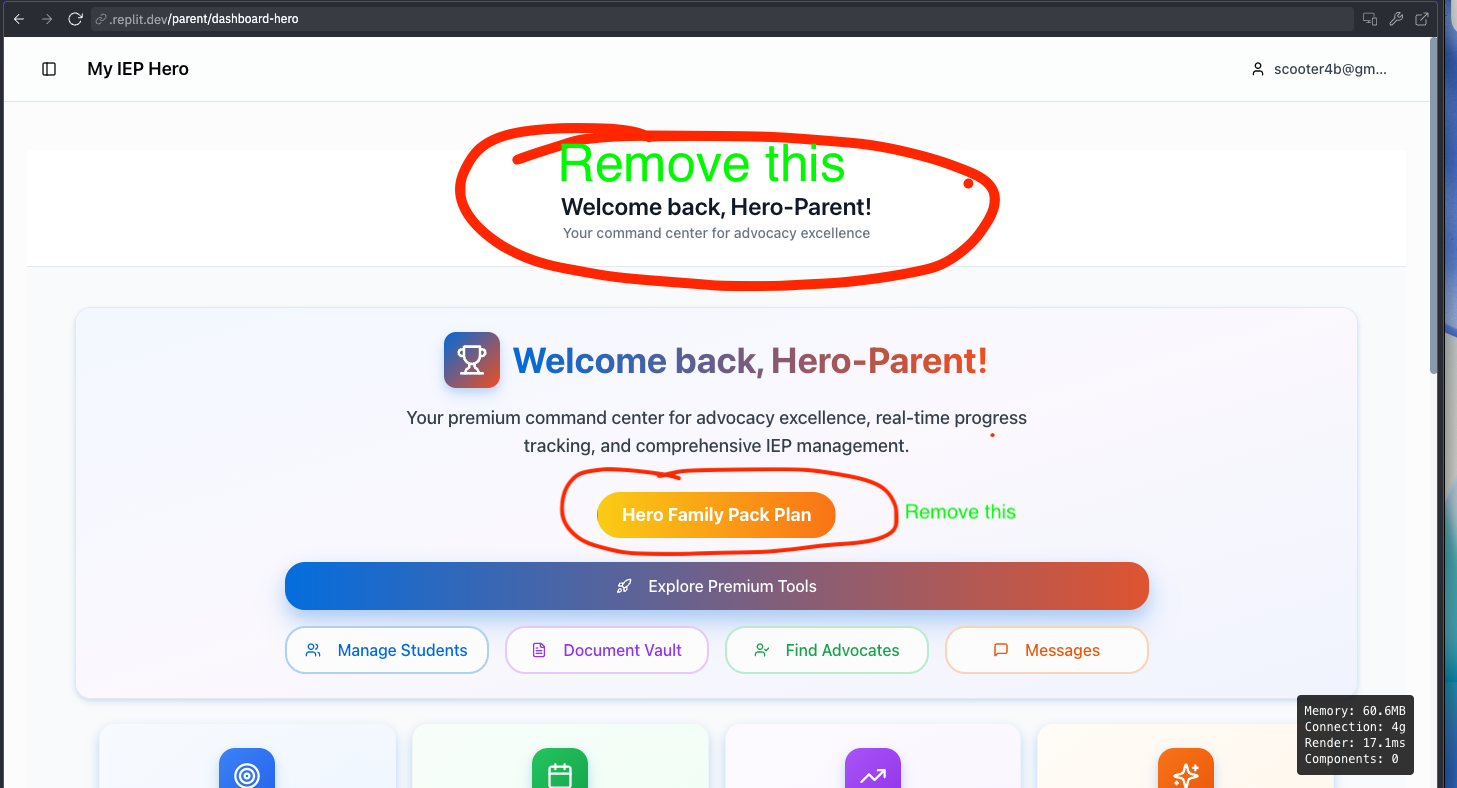 .replit.dev/parent/dashboard-hero
My IEP Hero
scooter4b@gm...
Remove this
Welcome back, Hero-Parent!
Your command center for advocacy excellence
Welcome back, Hero-Parent!
Your premium command center for advocacy excellence, real-time progress
tracking, and comprehensive IEP management.
Hero Family Pack Plan
Remove this
Explore Premium Tools
Manage Students
Document Vault
Find Advocates
Messages
Memory: 60.6MB
Connection: 4g
Render: 17.1ms
Components: 0